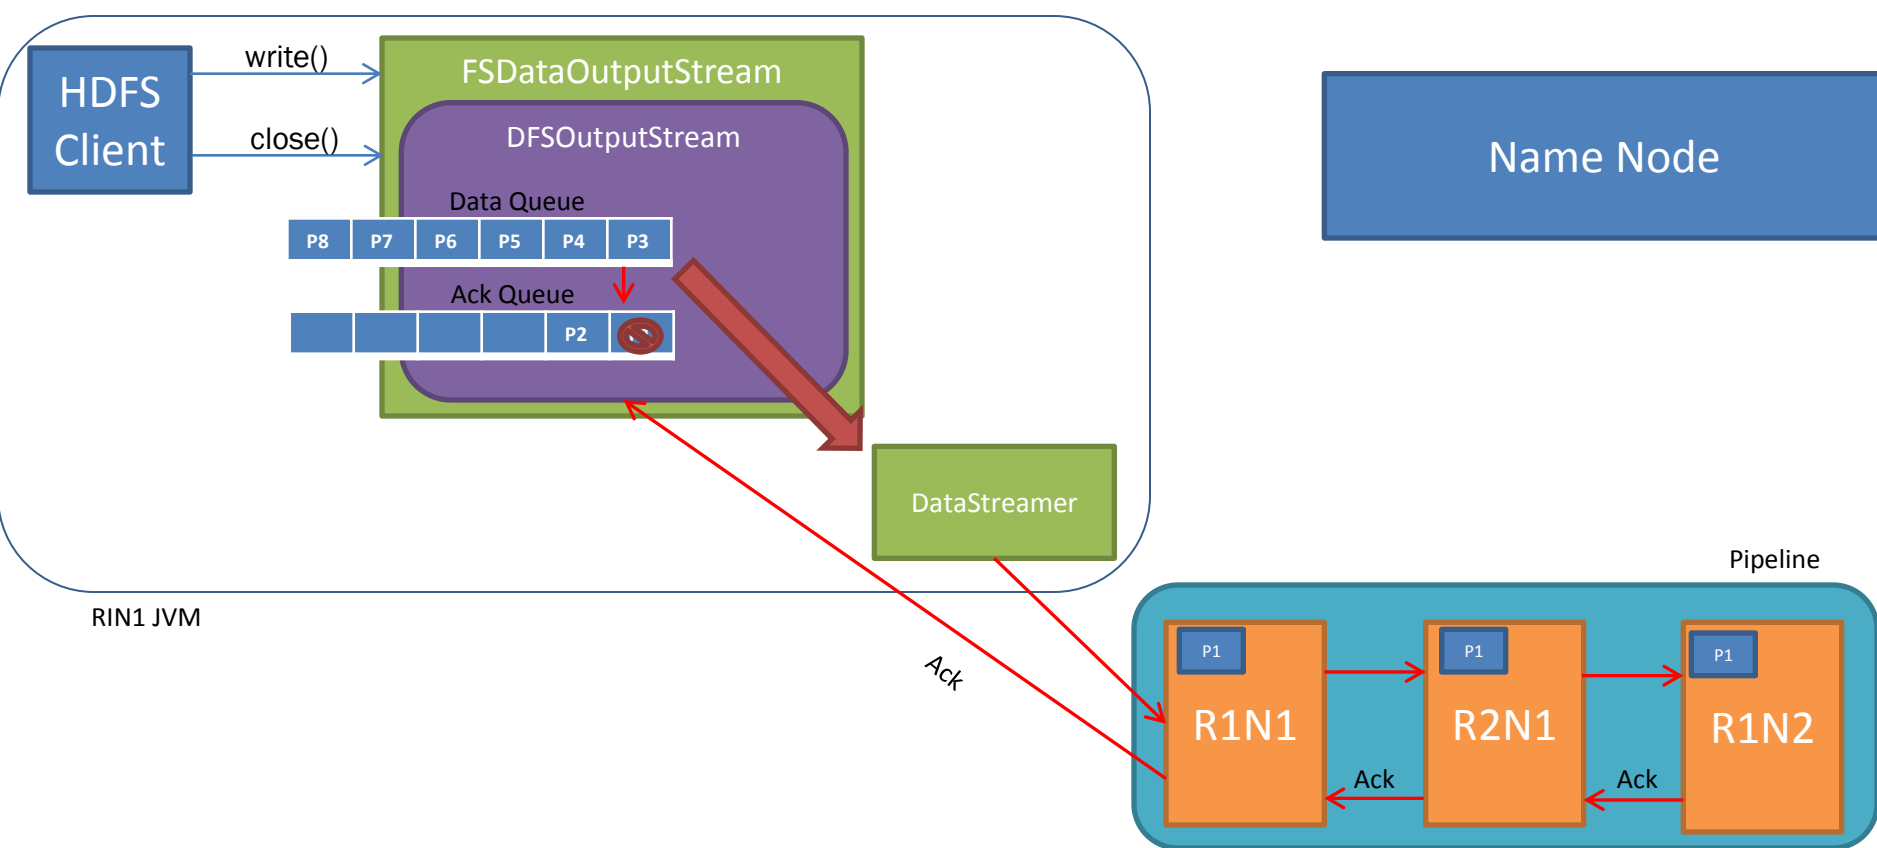 HDFS
Client
write()
close()
FSDataOutputStream
DFSOutputStream
Data Queue
P8 P7 P6 P5 P4 P3
Ack Queue
P2
Name Node
DataStreamer
RIN1 JVM
Pipeline
Ack
P1 P1 P1
R1N1 R2N1 R1N2
Ack Ack